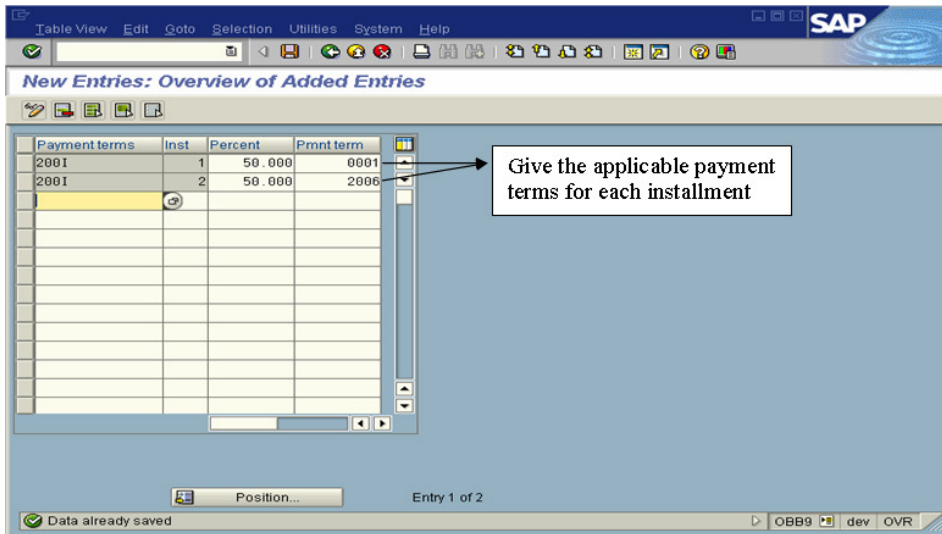 Table View Edit Goto Selection Utilities System Help
SAP
New Entries: Overview of Added Entries
Payment terms Inst Percent Pmnt term
200I 1 50.000 0001
200I 2 50.000 2006
Give the applicable payment
terms for each installment
Position... Entry 1 of 2
Data already saved OBB9 dev OVR